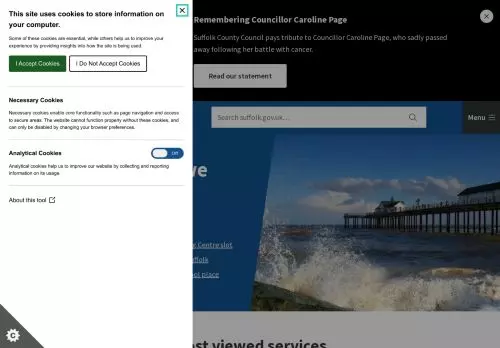 This site uses cookies to store information on
your computer.
Some of these cookies are essential, while others help us to improve your
experience by providing insights into how the site is being used.
I Accept Cookies
I Do Not Accept Cookies
Necessary Cookies
Necessary cookies enable core functionality such as page navigation and access
to secure areas. The website cannot function properly without these cookies, and
can only be disabled by changing your browser preferences.
Analytical Cookies
Off
Analytical cookies help us to improve our website by collecting and reporting
information on its usage.
About this tool
Remembering Councillor Caroline Page
Suffolk County Council pays tribute to Councillor Caroline Page, who sadly passed
away following her battle with cancer.
Read our statement
Search suffolk.gov.uk...
Menu
we
g Centre slot
uffolk
ol place
st viewed services